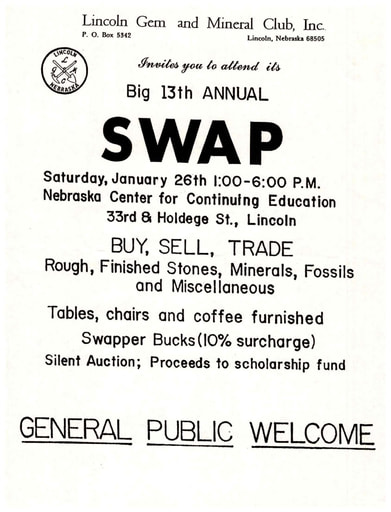 Lincoln Gem and Mineral Club, Inc.
P. O. Box 5342
Lincoln, Nebraska 68505
LINCOLN
NEBRASKA
Invites you to attend its
Big 13th ANNUAL
SWAP
Saturday, January 26th 1:00-6:00 P.M.
Nebraska Center for Continuing Education
33rd & Holdege St., Lincoln
BUY, SELL, TRADE
Rough, Finished Stones, Minerals, Fossils
and Miscellaneous
Tables, chairs and coffee furnished
Swapper Bucks (10% surcharge)
Silent Auction; Proceeds to scholarship fund
GENERAL PUBLIC WELCOME